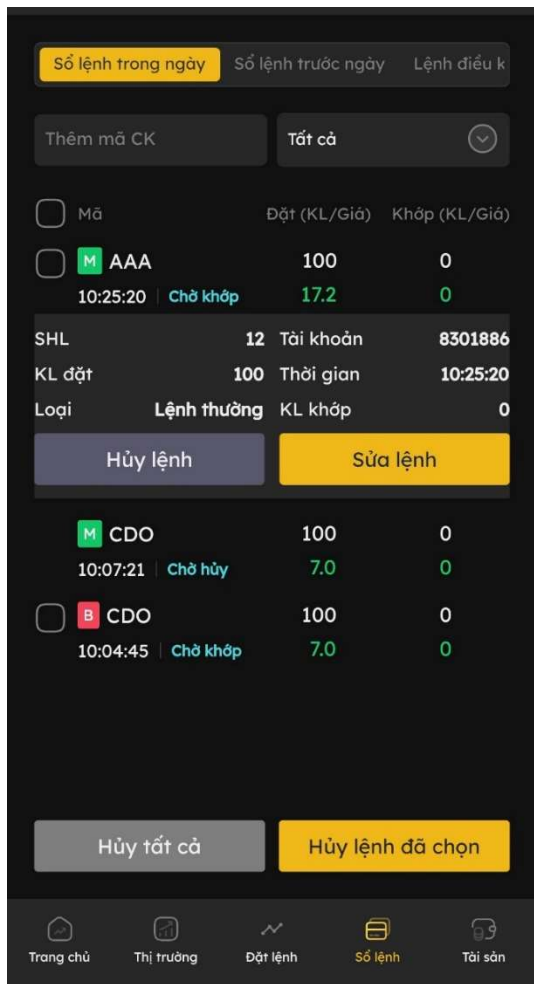 Sổ lệnh trong ngày Sổ lệnh trước ngày Lệnh điều k
Thêm mã CK Tất cả
Mã Đặt (KL/Giá) Khớp (KL/Giá)
M AAA 100 0
10:25:20 Chờ khớp 17.2 0
SHL 12 Tài khoản 8301886
KL đặt 100 Thời gian 10:25:20
Loại Lệnh thường KL khớp 0
Hủy lệnh Sửa lệnh
M CDO 100 0
10:07:21 Chờ hủy 7.0 0
B CDO 100 0
10:04:45 Chờ khớp 7.0 0
Hủy tất cả Hủy lệnh đã chọn
Trang chủ Thị trường Đặt lệnh Sổ lệnh Tài sản